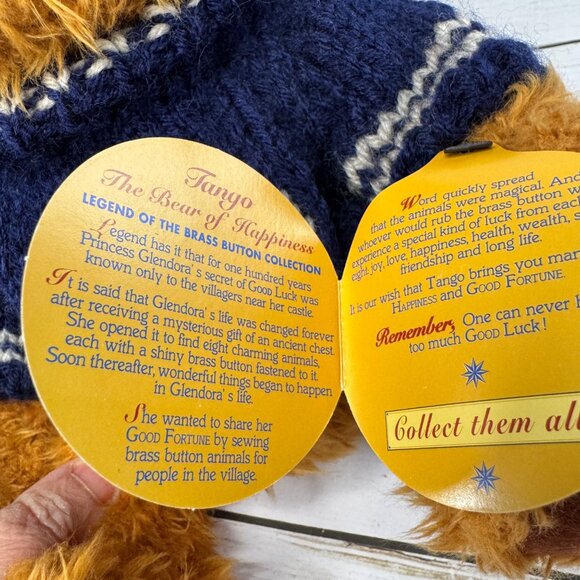 Tango
The Bear of Happiness
LEGEND OF THE BRASS BUTTON COLLECTION
Legend has it that for one hundred years
Princess Glendora's secret of GOOD LUCK was
known only to the villagers near her castle.
It is said that Glendora's life was changed forever
after receiving a mysterious gift of an ancient chest.
She opened it to find eight charming animals,
each with a shiny brass button fastened to it.
Soon thereafter, wonderful things began to happen
in Glendora's life.
She wanted to share her
GOOD FORTUNE by sewing
brass button animals for
people in the village.
Word quickly spread
that the animals were magical. And
whoever would rub the brass button w
experience a special kind of luck from each
eight: joy, love, happiness, health, wealth, s
friendship and long life.
It is our wish that Tango brings you man
HAPPINESS and GOOD FORTUNE.
Remember, One can never h
too much GOOD LUCK!
Collect them all